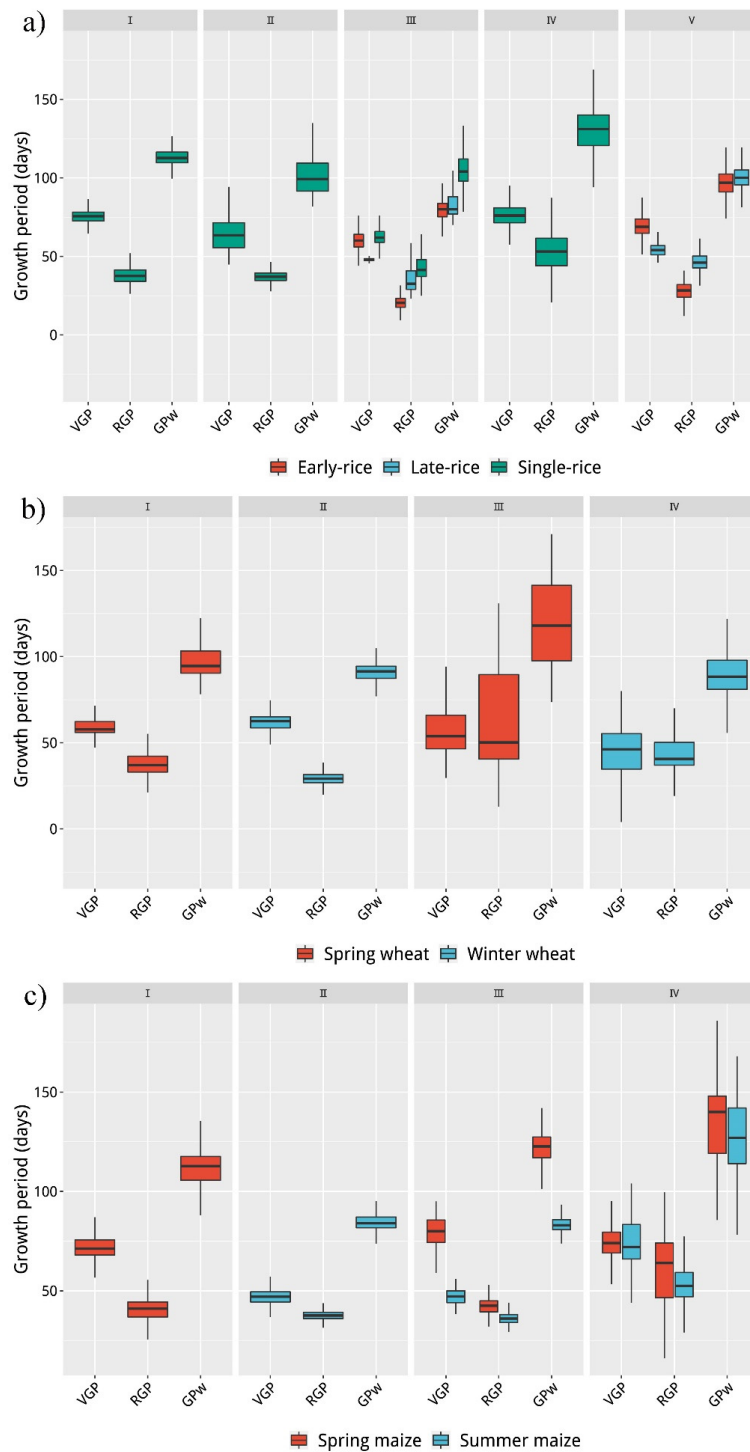 a)
I II III IV V
Growth period (days)
150
100
50
0
VGP RGP GPw VGP RGP GPw VGP RGP GPw VGP RGP GPw VGP RGP GPw
Early-rice Late-rice Single-rice
b)
I II III IV
Growth period (days)
150
100
50
0
VGP RGP GPw VGP RGP GPw VGP RGP GPw VGP RGP GPw
Spring wheat Winter wheat
c)
I II III IV
Growth period (days)
150
100
50
VGP RGP GPw VGP RGP GPw VGP RGP GPw VGP RGP GPw
Spring maize Summer maize